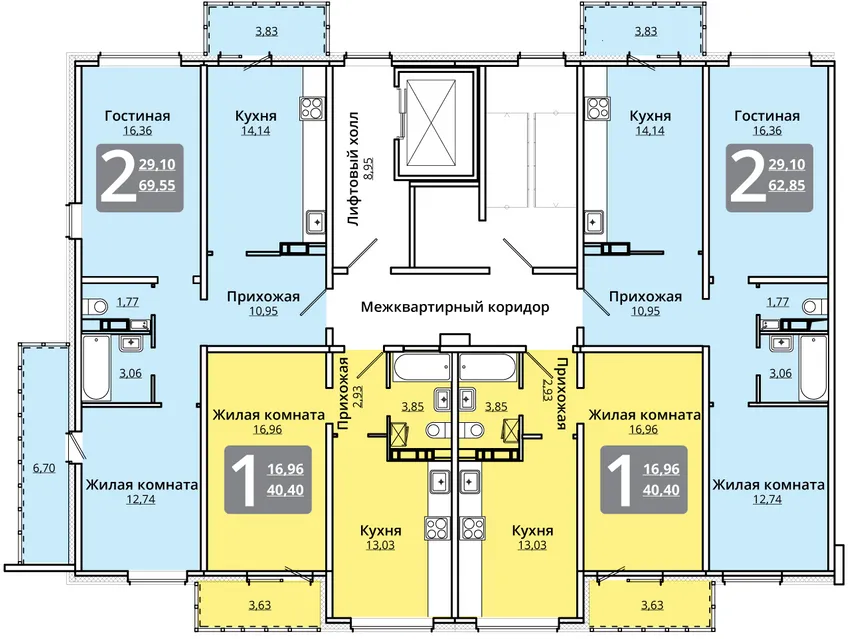 3,83
3,83
Гостиная
16,36
Кухня
14,14
Лифтовый холл
8,95
Кухня
14,14
Гостиная
16,36
2
29,10
69,55
2
29,10
62,85
1,77
Прихожая
10,95
Межквартирный коридор
Прихожая
10,95
1,77
3,06
Прихожая
2,93
Прихожая
2,93
3,06
Жилая комната
16,96
3,85
3,85
Жилая комната
16,96
6,70
1
16,96
40,40
1
16,96
40,40
Жилая комната
12,74
Жилая комната
12,74
Кухня
13,03
Кухня
13,03
3,63
3,63